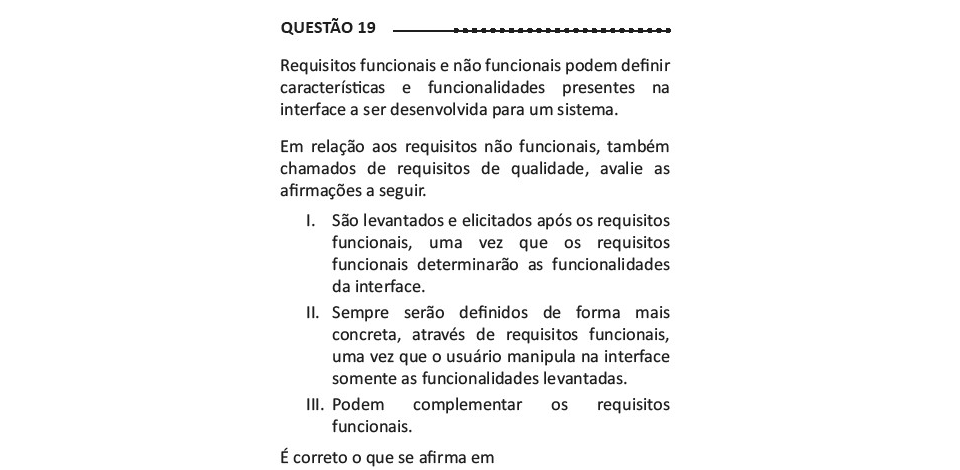 QUESTÃO 19
Requisitos funcionais e não funcionais podem definir
características e funcionalidades presentes na
interface a ser desenvolvida para um sistema.
Em relação aos requisitos não funcionais, também
chamados de requisitos de qualidade, avalie as
afirmações a seguir.
I. São levantados e elicitados após os requisitos
funcionais, uma vez que os requisitos
funcionais determinarão as funcionalidades
da interface.
II. Sempre serão definidos de forma mais
concreta, através de requisitos funcionais,
uma vez que o usuário manipula na interface
somente as funcionalidades levantadas.
III. Podem complementar os requisitos
funcionais.
É correto o que se afirma em